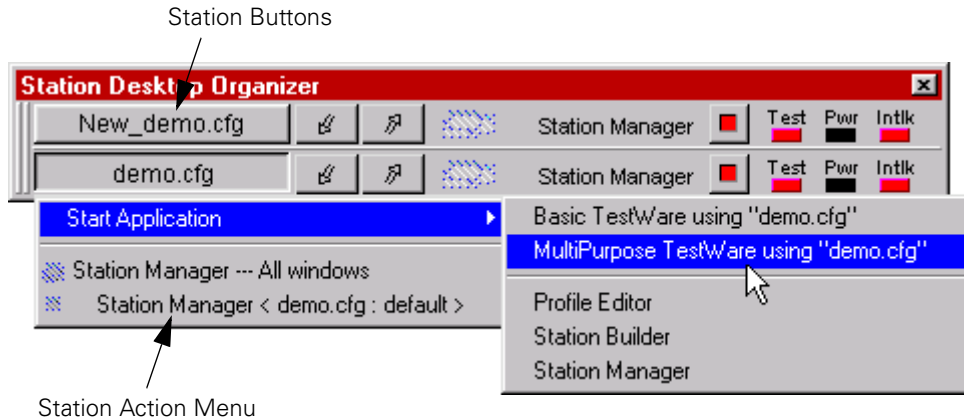 Station Buttons
Station Desktop Organizer
New_demo.cfg Station Manager Test Pwr Intlk
demo.cfg Station Manager Test Pwr Intlk
Start Application
Basic TestWare using "demo.cfg"
MultiPurpose TestWare using "demo.cfg"
Station Manager --- All windows
Station Manager < demo.cfg : default >
Profile Editor
Station Builder
Station Manager
Station Action Menu